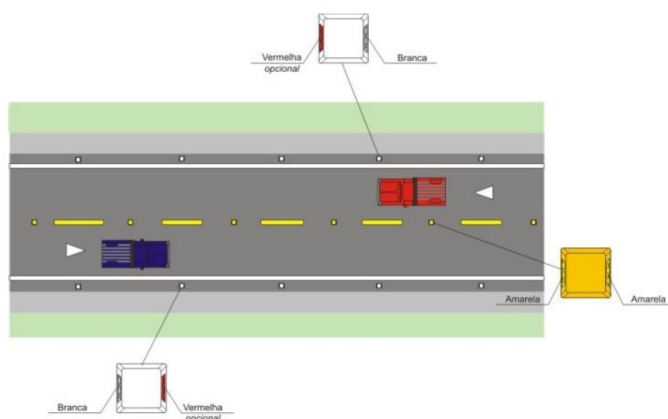 Vermelha
opcional
Branca
Amarela
Amarela
Branca
Vermelha
opcional